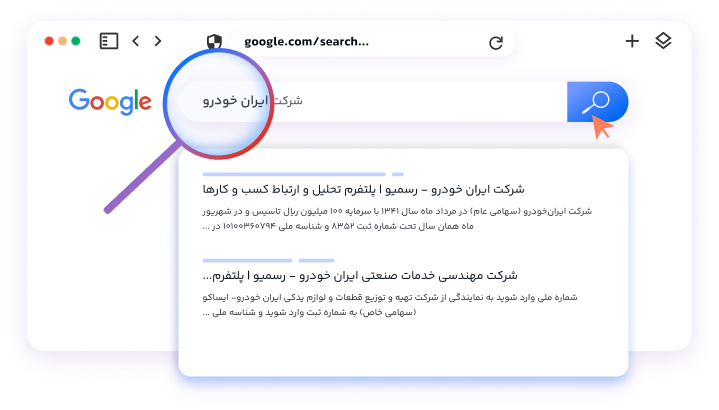 google.com/search...
Google
شرکت ایران خودرو
شرکت ایران خودرو - رسمیو | پلتفرم تحلیل و ارتباط کسب و کارها
شرکت ایران‌خودرو (سهامی عام) در مرداد ماه سال ۱۳۴۱ با سرمایه ۱۰۰ میلیون ریال تاسیس و در شهریور
ماه همان سال تحت شماره ثبت ۸۳۵۲ و شناسه ملی ۱۰۱۰۰۳۶۰۷۹۴ در ...
شرکت مهندسی خدمات صنعتی ایران خودرو - رسمیو | پلتفرم...
شماره ملی وارد شوید به نمایندگی از شرکت تهیه و توزیع قطعات و لوازم یدکی ایران خودرو- ایساکو
(سهامی خاص) به شماره ثبت وارد شوید و شناسه ملی ...